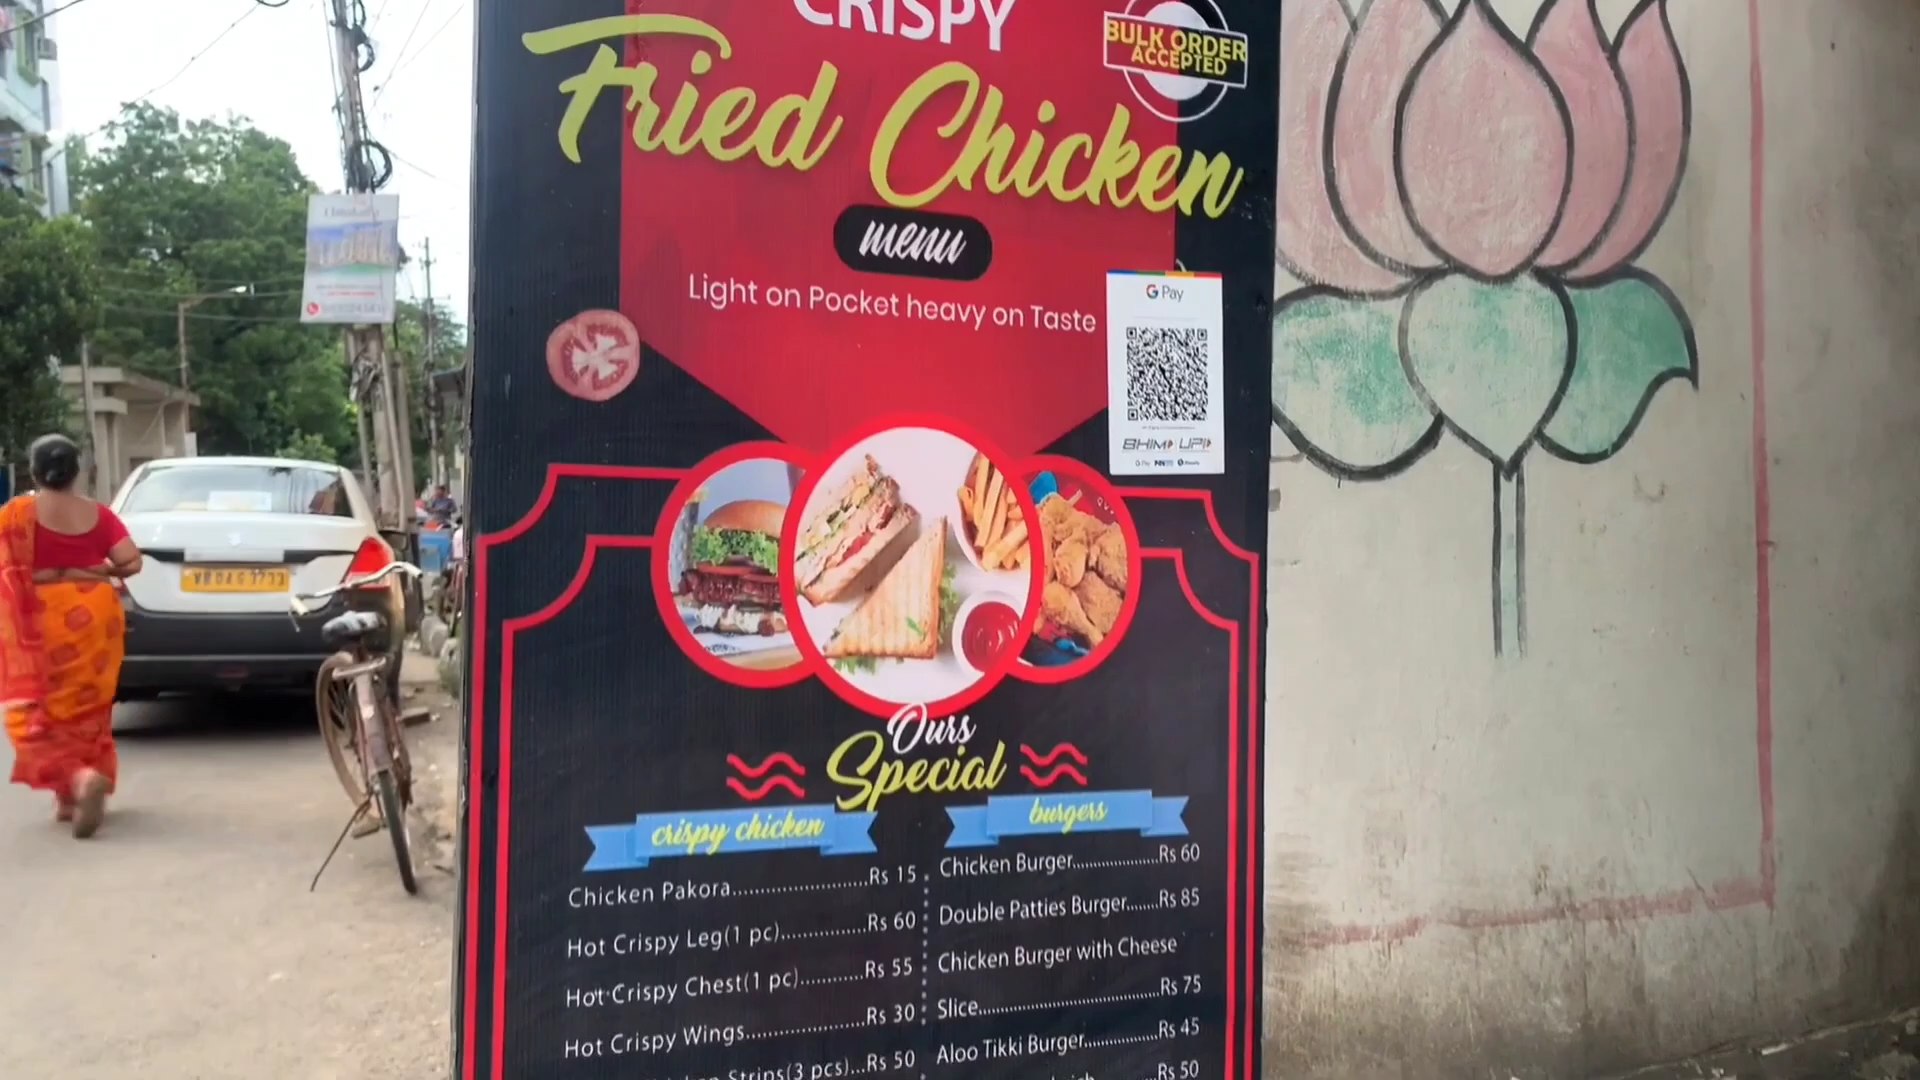 CRISPY
Fried Chicken
BULK ORDER
ACCEPTED
menu
Light on Pocket heavy on Taste
G Pay
BHIM UPI
Ours
Special
crispy chicken
Chicken Pakora......................Rs 15
Hot Crispy Leg(1 pc)..............Rs 60
Hot Crispy Chest(1 pc)..........Rs 55
Hot Crispy Wings...................Rs 30
Strips(3 pcs)...Rs 50
burgers
Chicken Burger....................Rs 60
Double Patties Burger.......Rs 85
Chicken Burger with Cheese
Slice.....................................Rs 75
Aloo Tikki Burger................Rs 45
Rs 50